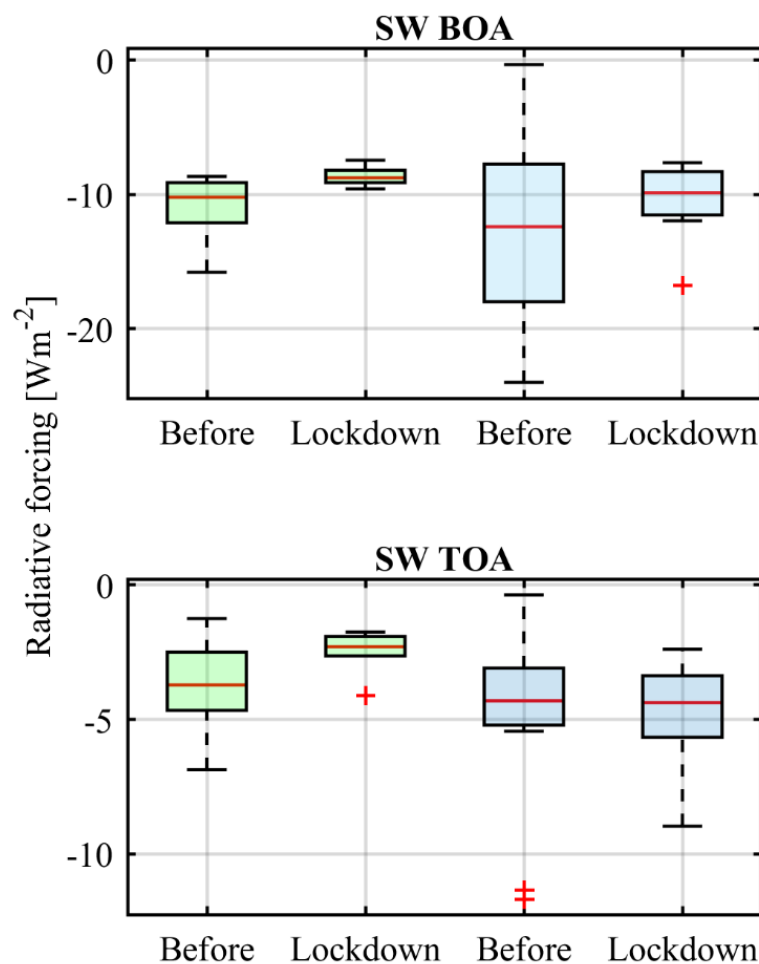 SW BOA
0
-10
-20
Before Lockdown Before Lockdown
Radiative forcing [Wm⁻²]
SW TOA
0
-5
-10
Before Lockdown Before Lockdown